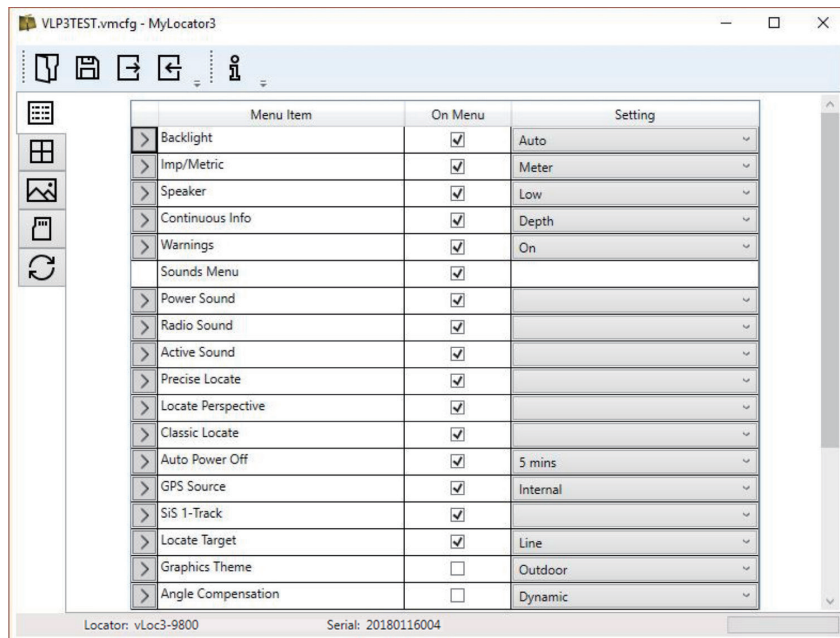 VLP3TEST.vmcfg - MyLocator3
Menu Item On Menu Setting
Backlight Auto
Imp/Metric Meter
Speaker Low
Continuous Info Depth
Warnings On
Sounds Menu
Power Sound
Radio Sound
Active Sound
Precise Locate
Locate Perspective
Classic Locate
Auto Power Off 5 mins
GPS Source Internal
SiS 1-Track
Locate Target Line
Graphics Theme Outdoor
Angle Compensation Dynamic
Locator: vLoc3-9800 Serial: 20180116004